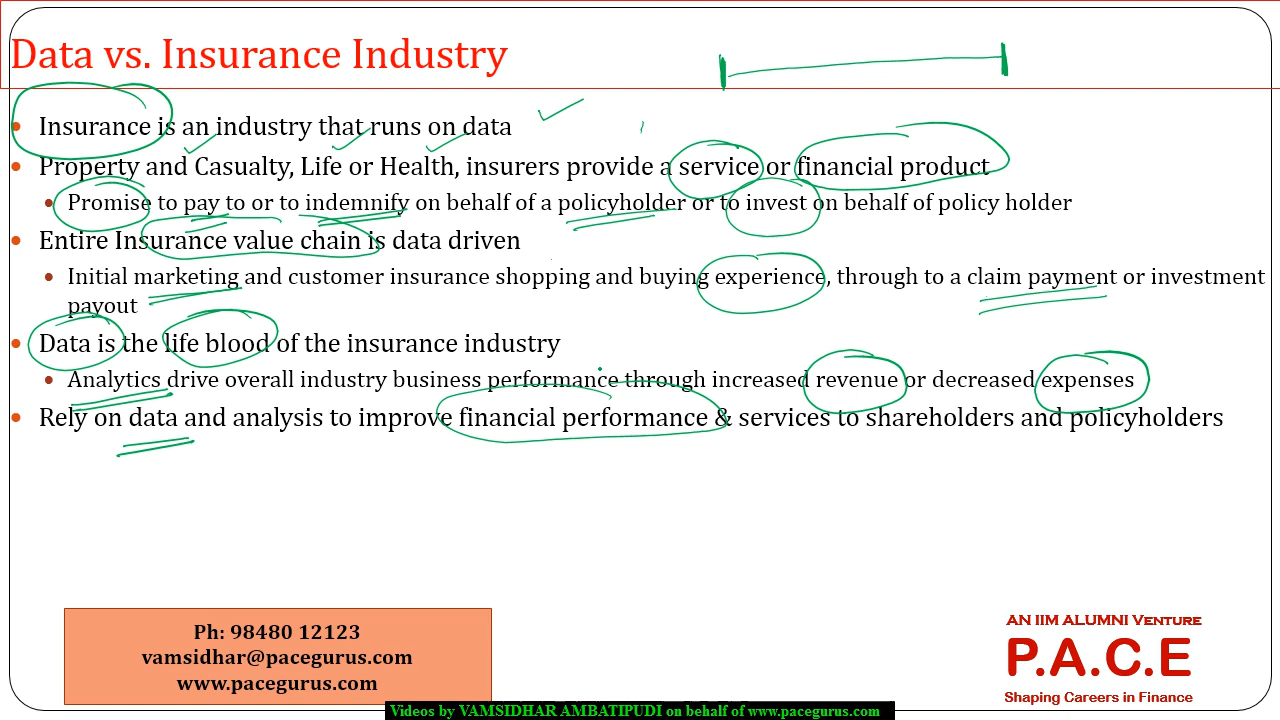 Data vs. Insurance Industry
Insurance is an industry that runs on data
Property and Casualty, Life or Health, insurers provide a service or financial product
Promise to pay to or to indemnify on behalf of a policyholder or to invest on behalf of policy holder
Entire Insurance value chain is data driven
Initial marketing and customer insurance shopping and buying experience, through to a claim payment or investment
payout
Data is the life blood of the insurance industry
Analytics drive overall industry business performance through increased revenue or decreased expenses
Rely on data and analysis to improve financial performance & services to shareholders and policyholders
Ph: 98480 12123
vamsidhar@pacegurus.com
www.pacegurus.com
AN IIM ALUMNI VENTURE
P.A.C.E
Shaping Careers in Finance
Videos by VAMSIDHAR AMBATIPUDI on behalf of www.pacegurus.com